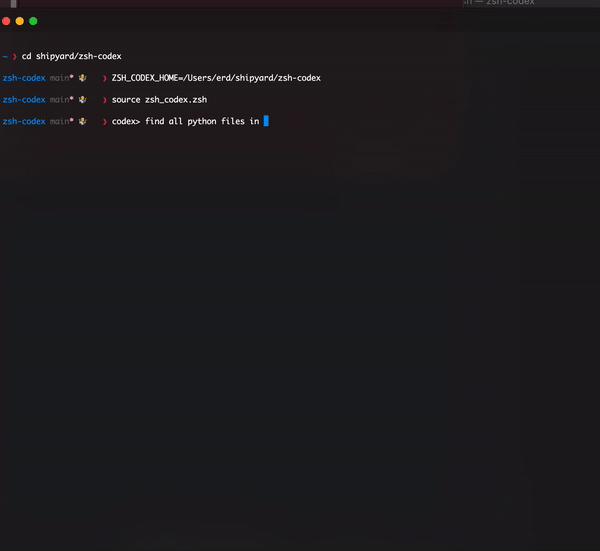 — zsh-codex
~ ❯ cd shipyard/zsh-codex
zsh-codex main* ❯ ZSH_CODEX_HOME=/Users/erd/shipyard/zsh-codex
zsh-codex main* ❯ source zsh_codex.zsh
zsh-codex main* ❯ codex> find all python files in